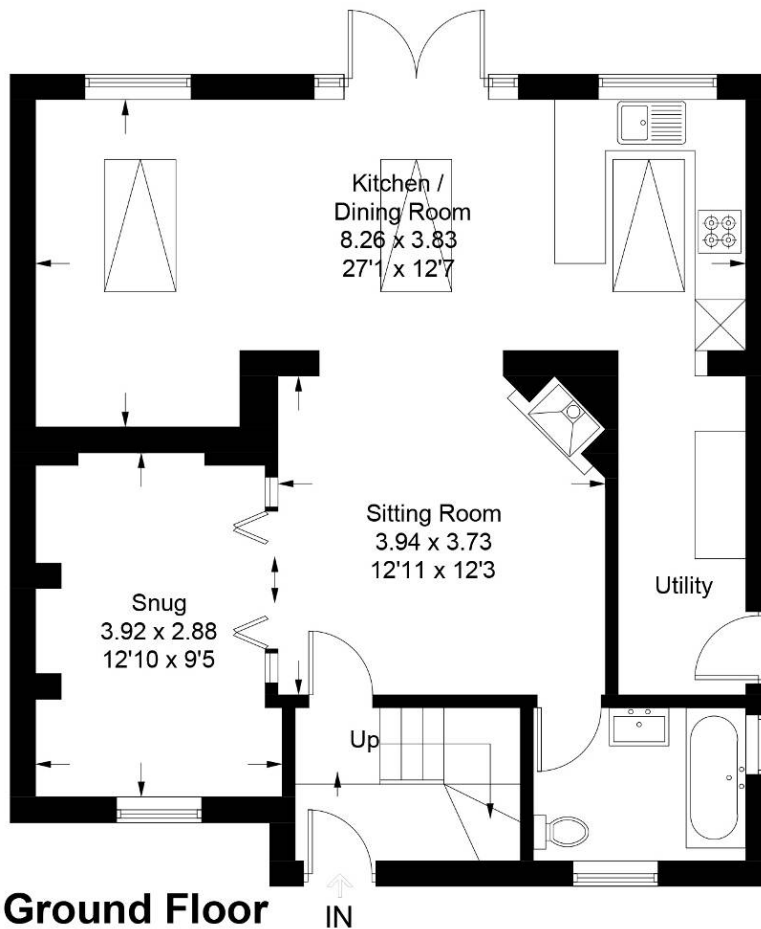 Kitchen /
Dining Room
8.26 x 3.83
27'1 x 12'7
Sitting Room
3.94 x 3.73
12'11 x 12'3
Utility
Snug
3.92 x 2.88
12'10 x 9'5
Up
Ground Floor
IN